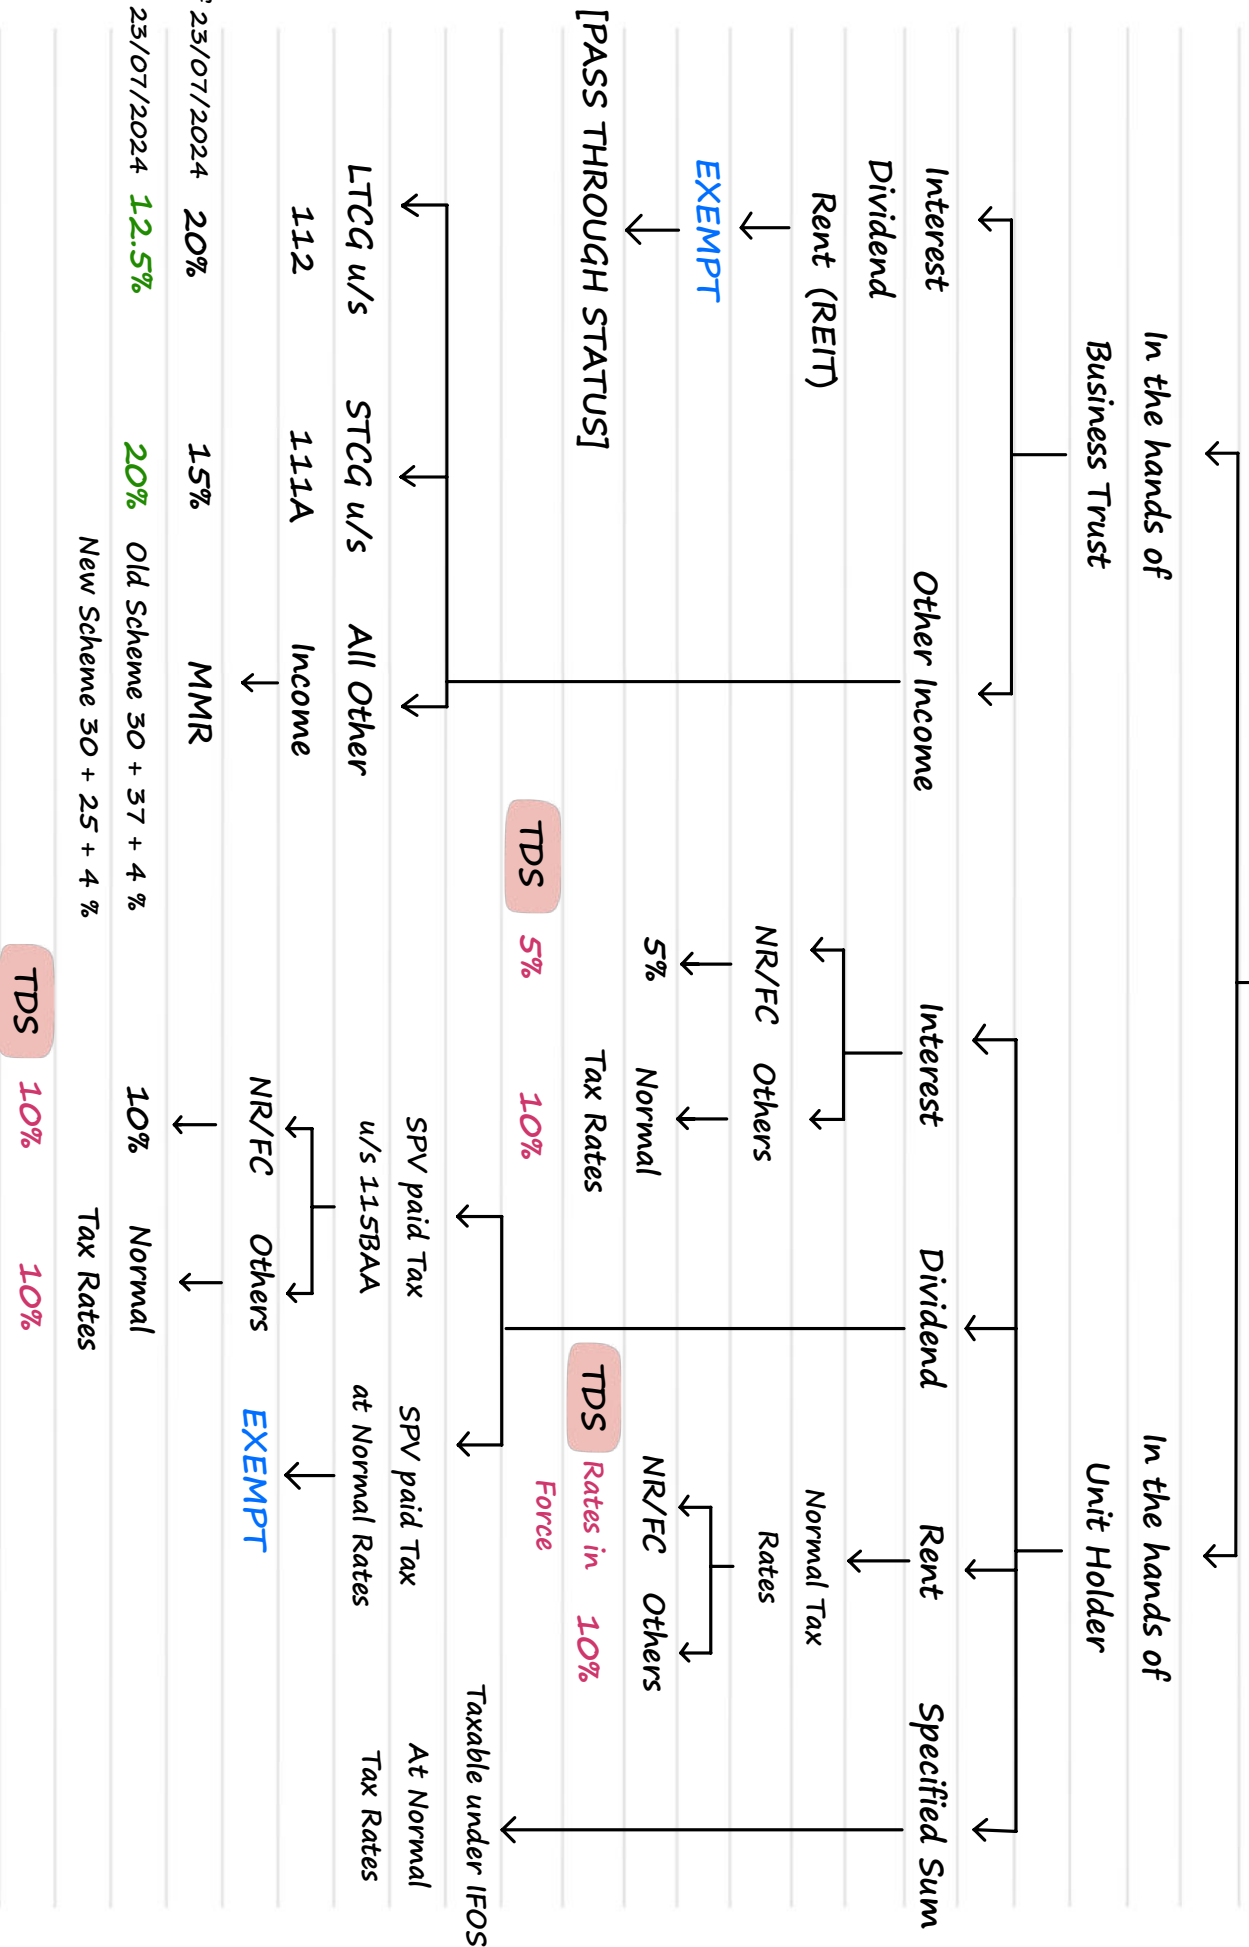 In the hands of
Business Trust
In the hands of
Unit Holder
Interest
Dividend
Rent (REIT)
EXEMPT
[PASS THROUGH STATUS]
Other Income
LTCG u/s
112
STCG u/s
111A
All Other
Income
23/07/2024 20% 15% MMR
23/07/2024 12.5% 20% Old Scheme 30 + 37 + 4 %
New Scheme 30 + 25 + 4 %
Interest
NR/FC Others
5% Normal
Tax Rates
TDS 5% 10%
Dividend
SPV paid Tax
u/s 115BAA
NR/FC Others
10% Normal
Tax Rates
TDS 10% 10%
SPV paid Tax
at Normal Rates
EXEMPT
Rent
Normal Tax
Rates
NR/FC Others
TDS Rates in 10%
Force
Specified Sum
Taxable under IFOS
At Normal
Tax Rates